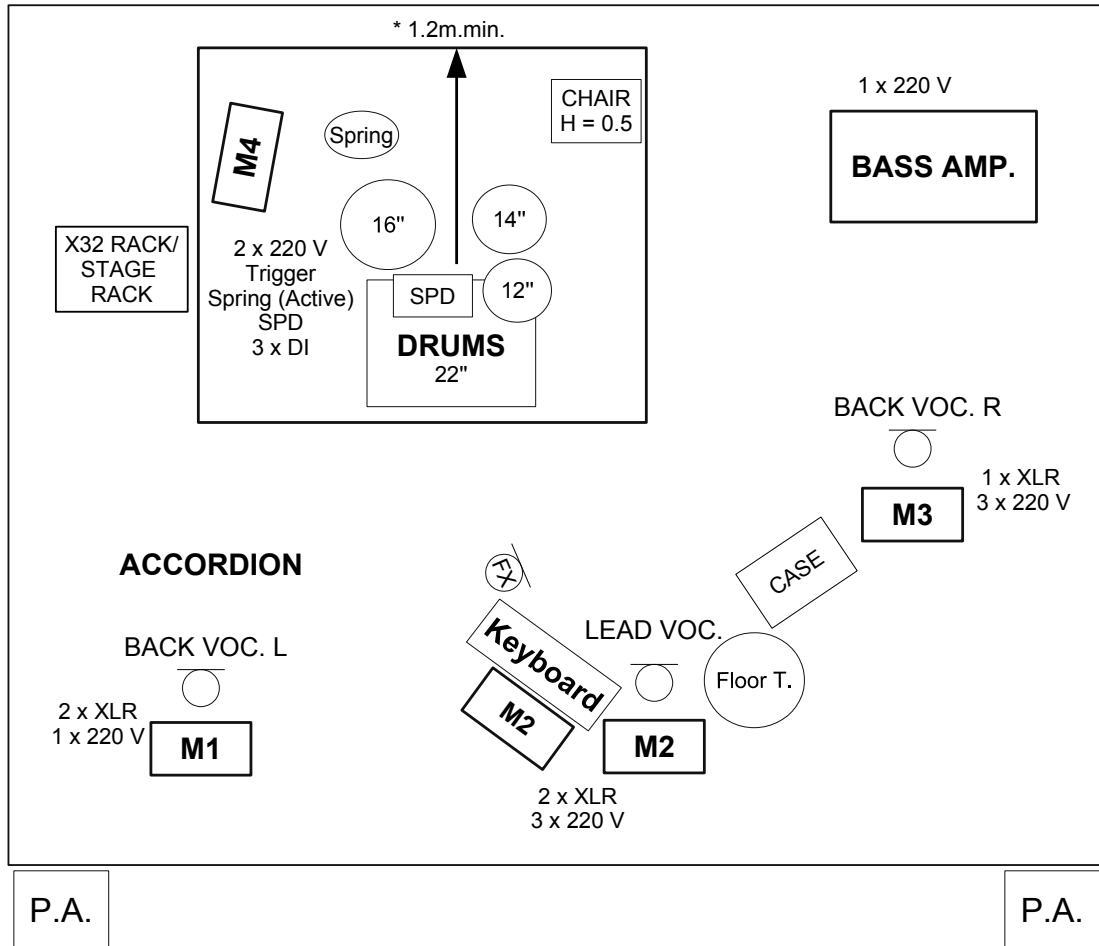 * 1.2m.min.
CHAIR
H = 0.5
1 x 220 V
BASS AMP.
M4
Spring
16"
14"
12"
X32 RACK/
STAGE
RACK
2 x 220 V
Trigger
Spring (Active)
SPD
3 x DI
SPD
DRUMS
22"
BACK VOC. R
1 x XLR
3 x 220 V
M3
CASE
ACCORDION
FX
Keyboard
LEAD VOC.
Floor T.
BACK VOC. L
2 x XLR
1 x 220 V
M1
M2
M2
2 x XLR
3 x 220 V
P.A.
P.A.